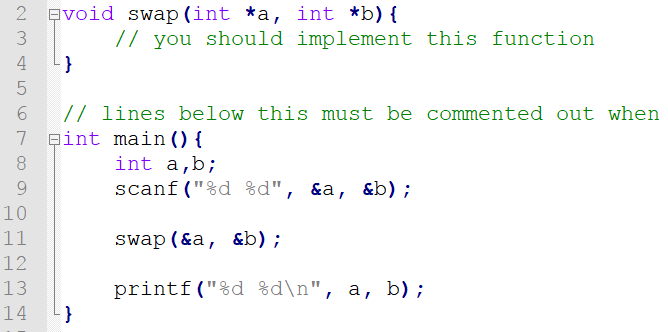 2 void swap(int *a, int *b){
3 // you should implement this function
4 }
5
6 // lines below this must be commented out when
7 int main(){
8 int a,b;
9 scanf("%d %d", &a, &b);
10
11 swap(&a, &b);
12
13 printf("%d %d\n", a, b);
14 }